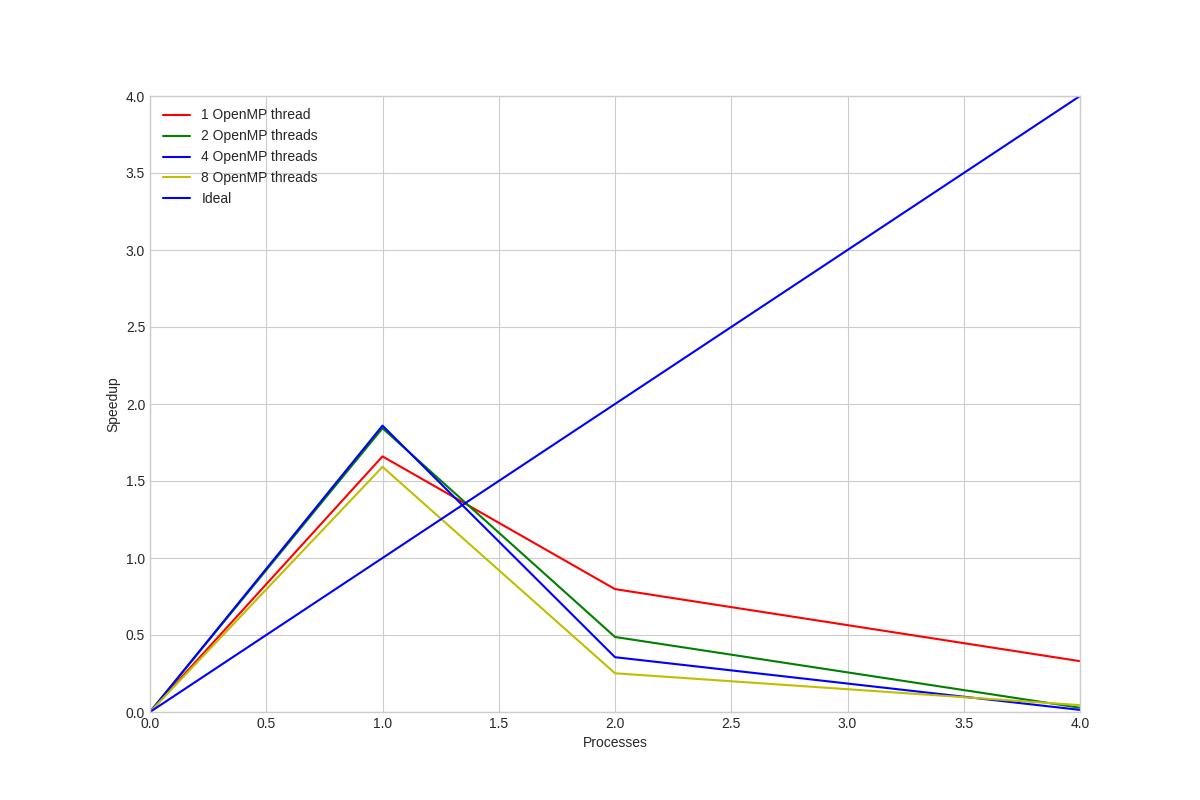 4.0
3.5
3.0
2.5
2.0
1.5
1.0
0.5
0.0
Speedup
1 OpenMP thread
2 OpenMP threads
4 OpenMP threads
8 OpenMP threads
Ideal
0.0 0.5 1.0 1.5 2.0 2.5 3.0 3.5 4.0
Processes